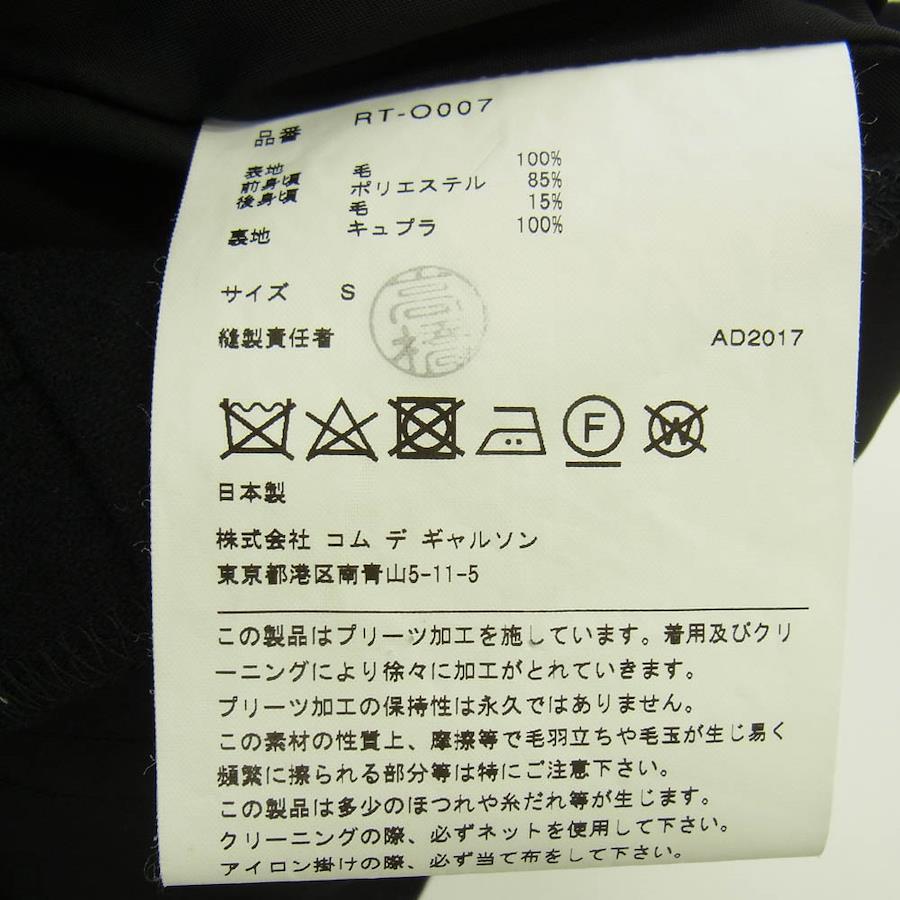 品番 RT-O007
表地 毛 100%
前身頃 ポリエステル 85%
後身頃 毛 15%
裏地 キュプラ 100%
サイズ S
高橋
縫製責任者 AD2017
F W
日本製
株式会社 コム デ ギャルソン
東京都港区南青山5-11-5
この製品はプリーツ加工を施しています。着用及びクリ
ーニングにより徐々に加工がとれていきます。
プリーツ加工の保持性は永久ではありません。
この素材の性質上、摩擦等で毛羽立ちや毛玉が生じ易く
頻繁に擦られる部分等は特にご注意下さい。
この製品は多少のほつれや糸だれ等が生じます。
クリーニングの際、必ずネットを使用して下さい。
アイロン掛けの際、必ず当て布をして下さい。